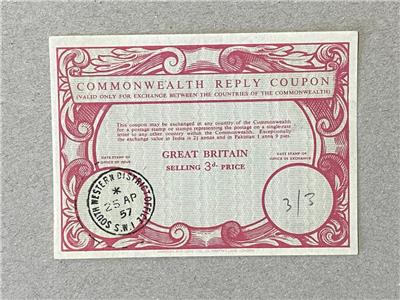 COMMONWEALTH REPLY COUPON
(VALID ONLY FOR EXCHANGE BETWEEN THE COUNTRIES OF THE COMMONWEALTH)
This coupon may be exchanged in any country of the Commonwealth
for a postage stamp or stamps representing the postage on a single-rate
letter to any other country within the Commonwealth. Exceptionally
the exchange value in India is 2½ annas and in Pakistan 1 anna 9 pies.
DATE STAMP OF
OFFICE OF ISSUE
GREAT BRITAIN
SELLING 3d. PRICE
DATE STAMP OF
OFFICE OF EXCHANGE
SOUTH WESTERN DISTRICT OFFICE S.W.1.
*
25 AP
57
3/3